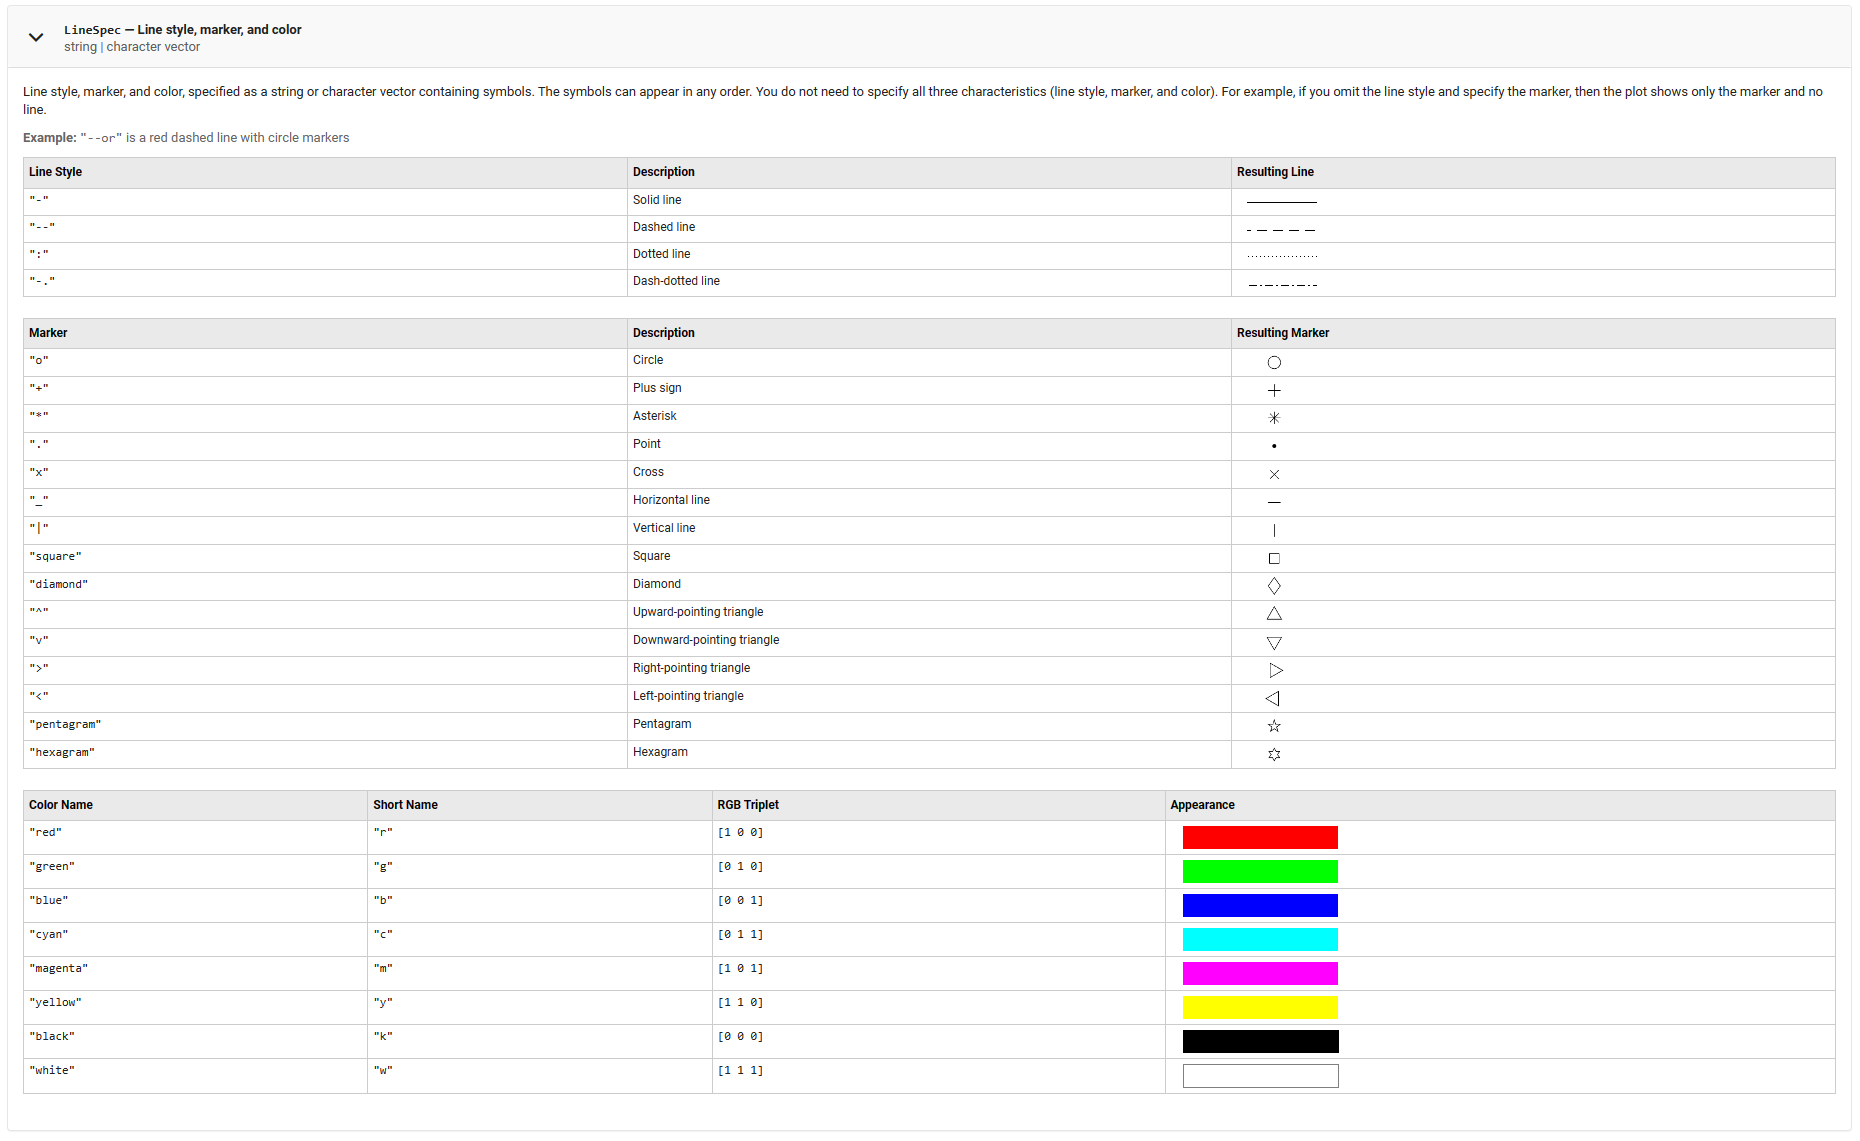 LineSpec — Line style, marker, and color
string | character vector
Line style, marker, and color, specified as a string or character vector containing symbols. The symbols can appear in any order. You do not need to specify all three characteristics (line style, marker, and color). For example, if you omit the line style and specify the marker, then the plot shows only the marker and no
line.
Example: "--or" is a red dashed line with circle markers
Line Style Description Resulting Line
"-" Solid line
"--" Dashed line
":" Dotted line
"-." Dash-dotted line
Marker Description Resulting Marker
"o" Circle
"+" Plus sign
"*" Asterisk
"." Point
"x" Cross
"_" Horizontal line
"|" Vertical line
"square" Square
"diamond" Diamond
"^" Upward-pointing triangle
"v" Downward-pointing triangle
">" Right-pointing triangle
"<" Left-pointing triangle
"pentagram" Pentagram
"hexagram" Hexagram
Color Name Short Name RGB Triplet Appearance
"red" "r" [1 0 0]
"green" "g" [0 1 0]
"blue" "b" [0 0 1]
"cyan" "c" [0 1 1]
"magenta" "m" [1 0 1]
"yellow" "y" [1 1 0]
"black" "k" [0 0 0]
"white" "w" [1 1 1]